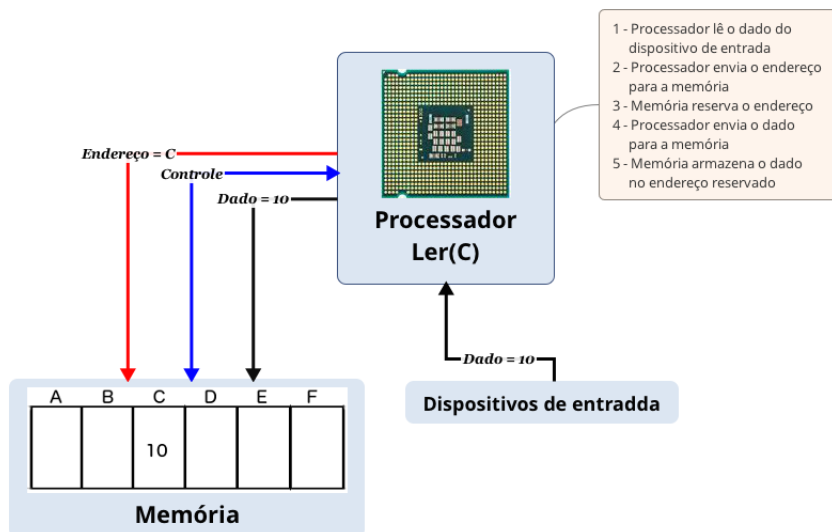 1 - Processador lê o dado do
dispositivo de entrada
2 - Processador envia o endereço
para a memória
3 - Memória reserva o endereço
4 - Processador envia o dado
para a memória
5 - Memória armazena o dado
no endereço reservado
Endereço = C
Controle
Dado = 10
Processador
Ler(C)
Dado = 10
Dispositivos de entradda
A B C D E F
10
Memória